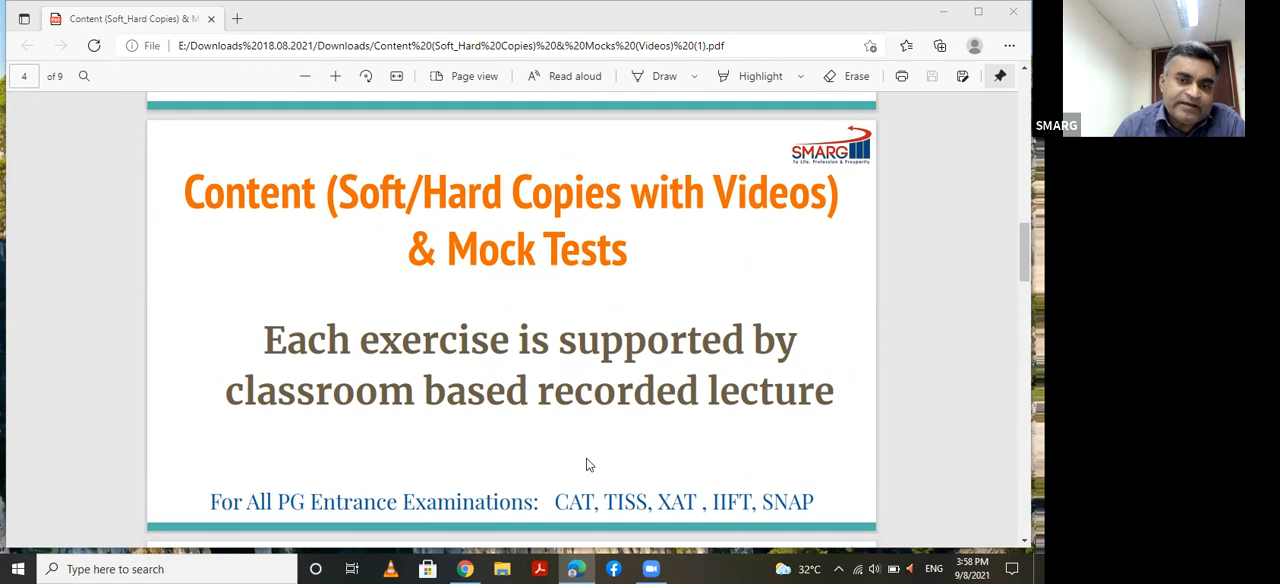 Content (Soft_Hard Copies) & M
File
E:/Downloads%2018.08.2021/Downloads/Content%20(Soft_Hard%20Copies)%20&%20Mocks%20(Videos)%20(1).pdf
4 of 9
Page view
Read aloud
Draw
Highlight
Erase
SMARG
To Life, Profession & Prosperity
Content (Soft/Hard Copies with Videos)
& Mock Tests
Each exercise is supported by
classroom based recorded lecture
For All PG Entrance Examinations: CAT, TISS, XAT , IIFT, SNAP
SMARG
Type here to search
32°C
ENG
3:58 PM
9/8/2021